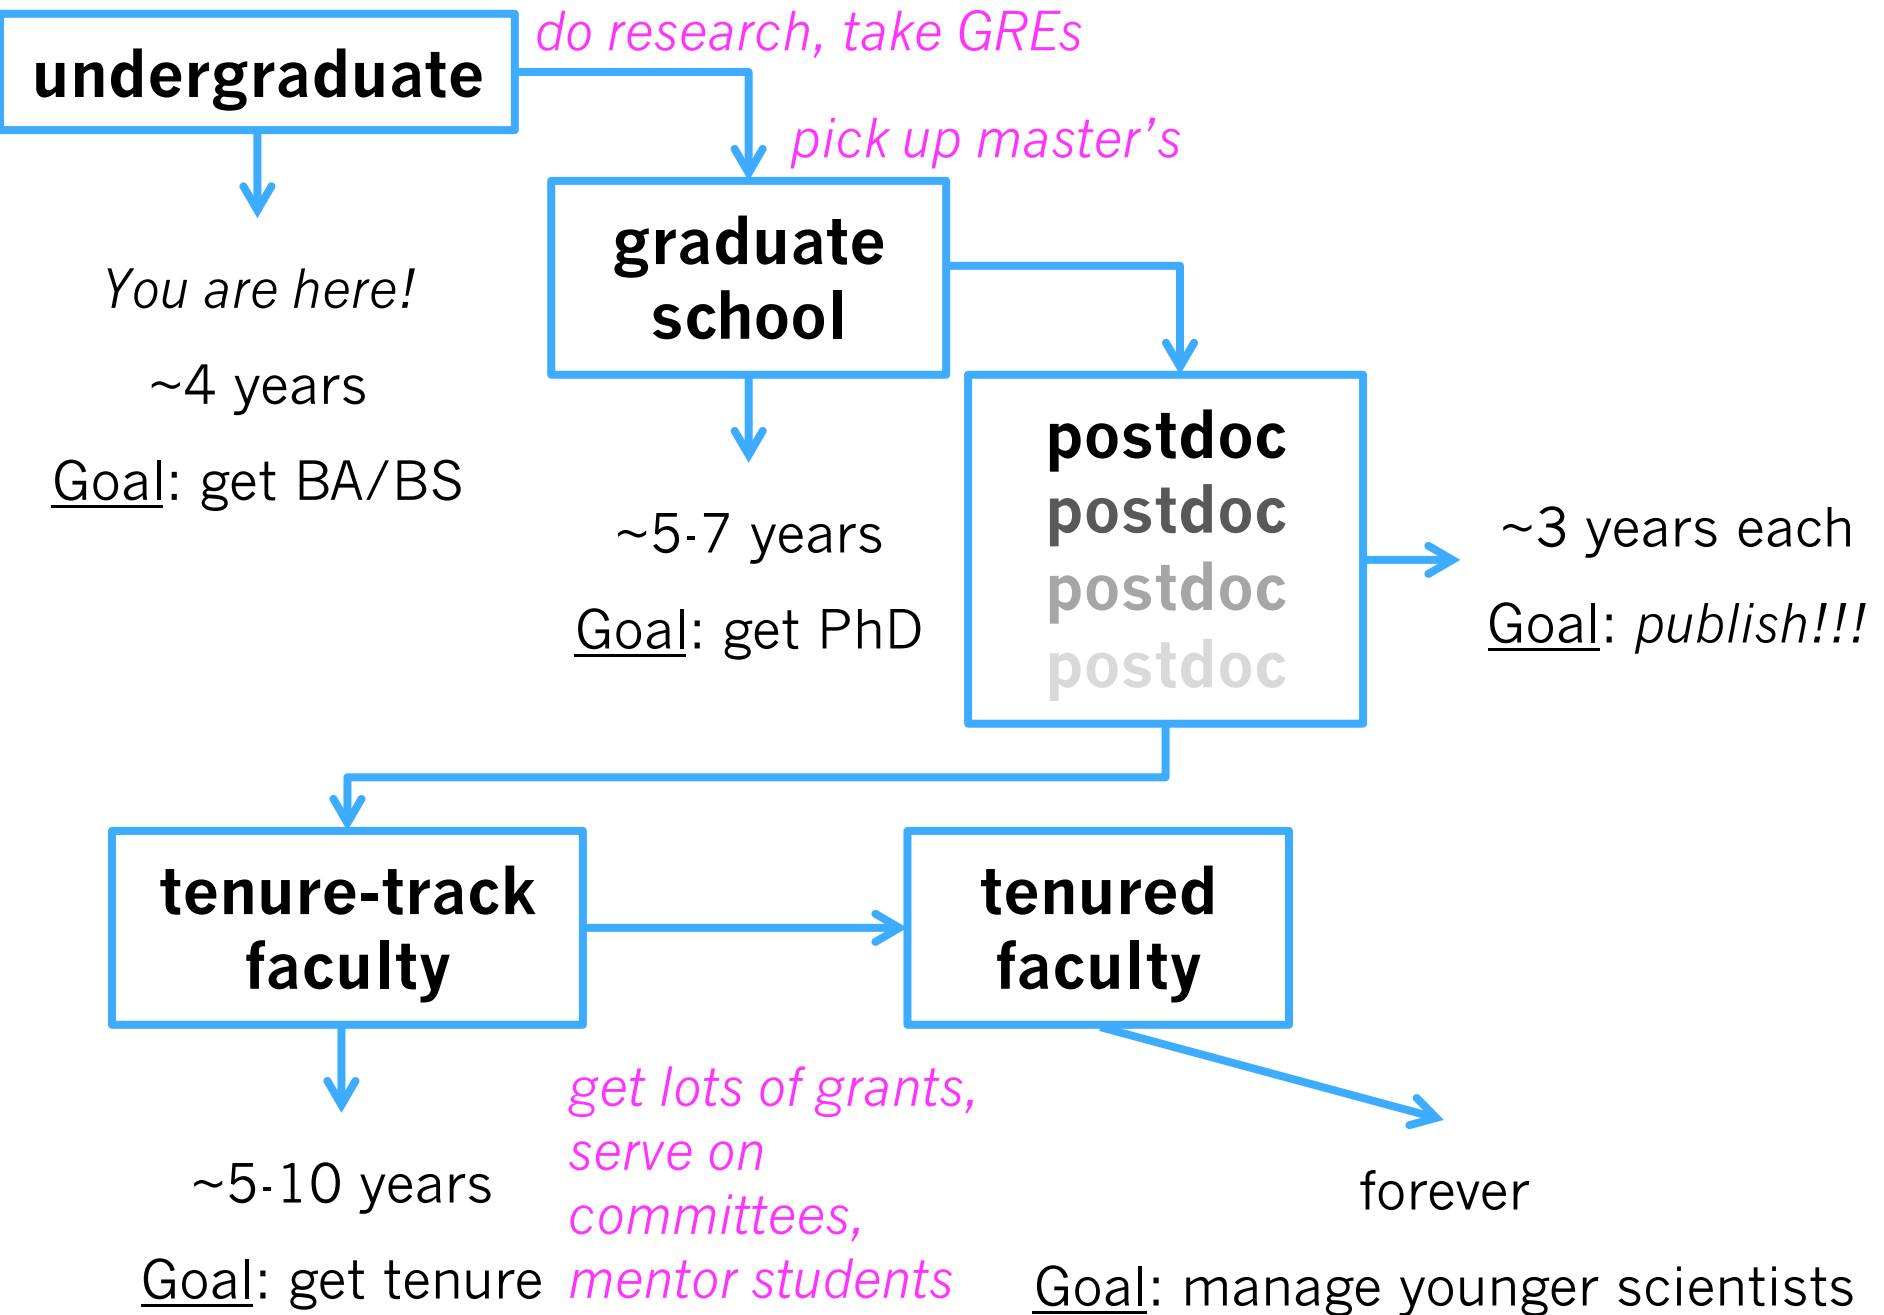 do research, take GREs
undergraduate
pick up master's
graduate
school
You are here!
~4 years
Goal: get BA/BS
~5-7 years
Goal: get PhD
postdoc
postdoc
postdoc
postdoc
~3 years each
Goal: publish!!!
tenure-track
faculty
tenured
faculty
~5-10 years
Goal: get tenure
get lots of grants,
serve on
committees,
mentor students
forever
Goal: manage younger scientists